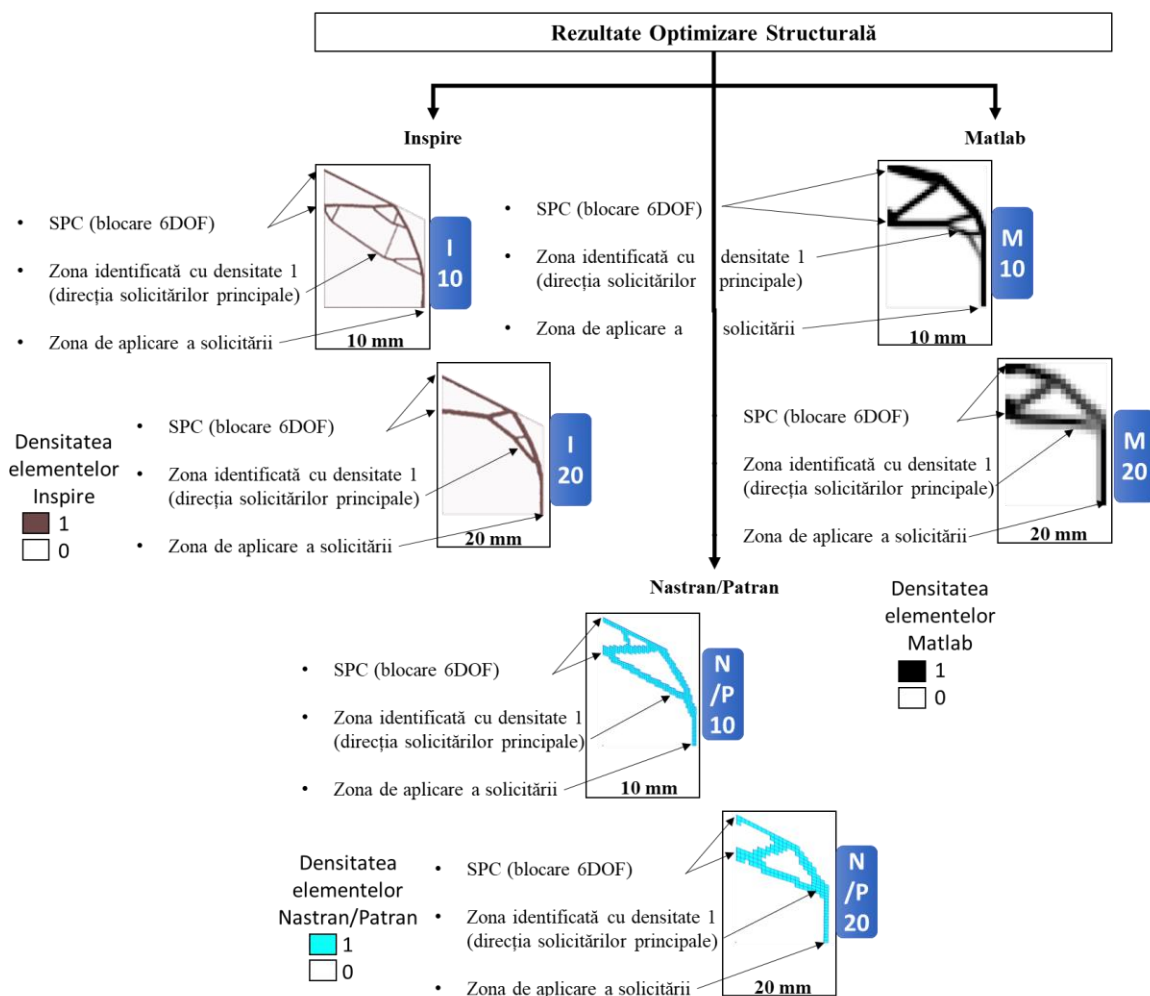 Rezultate Optimizare Structurală
Inspire
• SPC (blocare 6DOF)
• Zona identificată cu densitate 1
(direcția solicitărilor principale)
• Zona de aplicare a solicitării
10 mm
I
10
Matlab
• SPC (blocare 6DOF)
• Zona identificată cu densitate 1
(direcția solicitărilor principale)
• Zona de aplicare a solicitării
10 mm
M
10
• SPC (blocare 6DOF)
• Zona identificată cu densitate 1
(direcția solicitărilor principale)
• Zona de aplicare a solicitării
20 mm
I
20
Densitatea
elementelor
Inspire
1
0
SPC (blocare 6DOF)
Zona identificată cu densitate 1
(direcția solicitărilor principale)
Zona de aplicare a solicitării
20 mm
M
20
Nastran/Patran
• SPC (blocare 6DOF)
• Zona identificată cu densitate 1
(direcția solicitărilor principale)
• Zona de aplicare a solicitării
10 mm
N
/P
10
Densitatea
elementelor
Matlab
1
0
Densitatea
elementelor
Nastran/Patran
1
0
• SPC (blocare 6DOF)
• Zona identificată cu densitate 1
(direcția solicitărilor principale)
• Zona de aplicare a solicitării
20 mm
N
/P
20